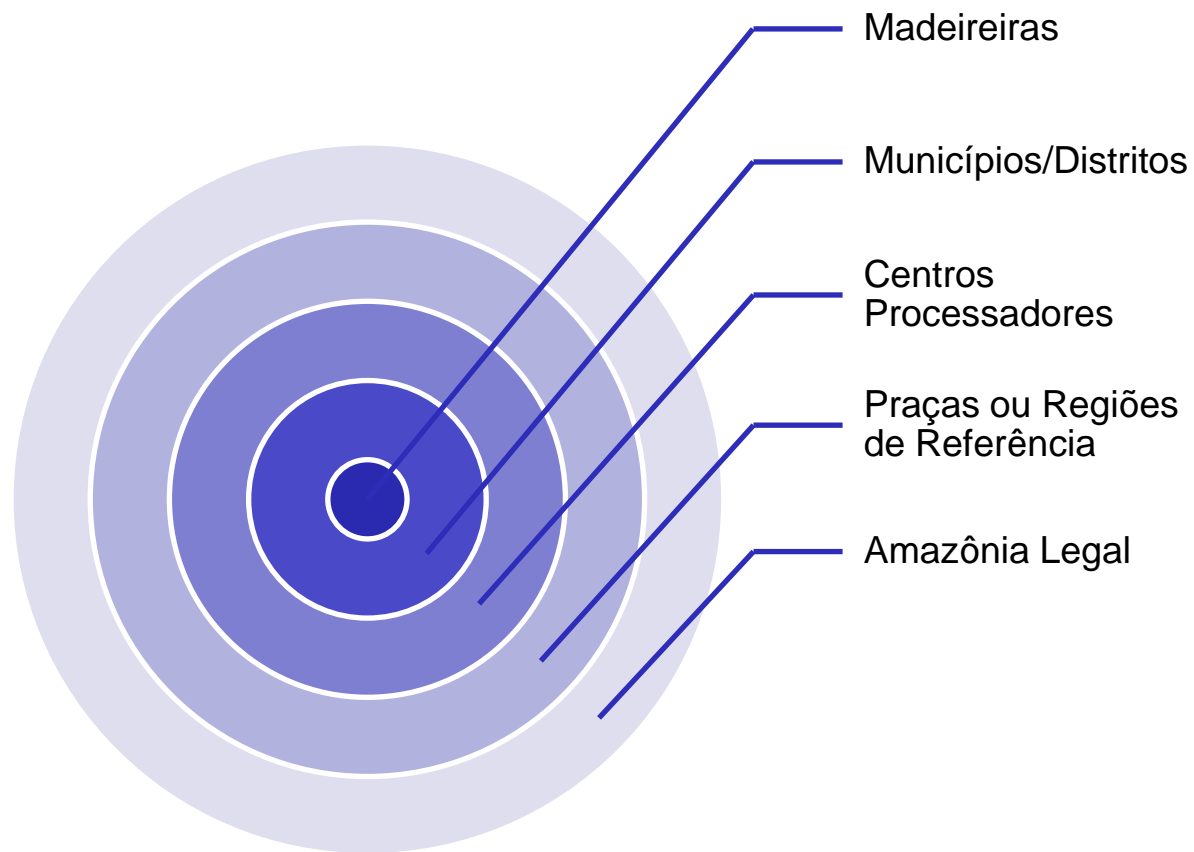 Madeireiras
Municípios/Distritos
Centros
Processadores
Praças ou Regiões
de Referência
Amazônia Legal